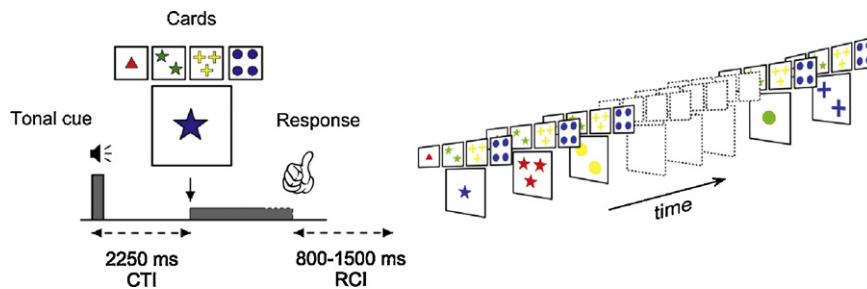 Cards
Tonal cue
Response
time
2250 ms
CTI
800-1500 ms
RCI